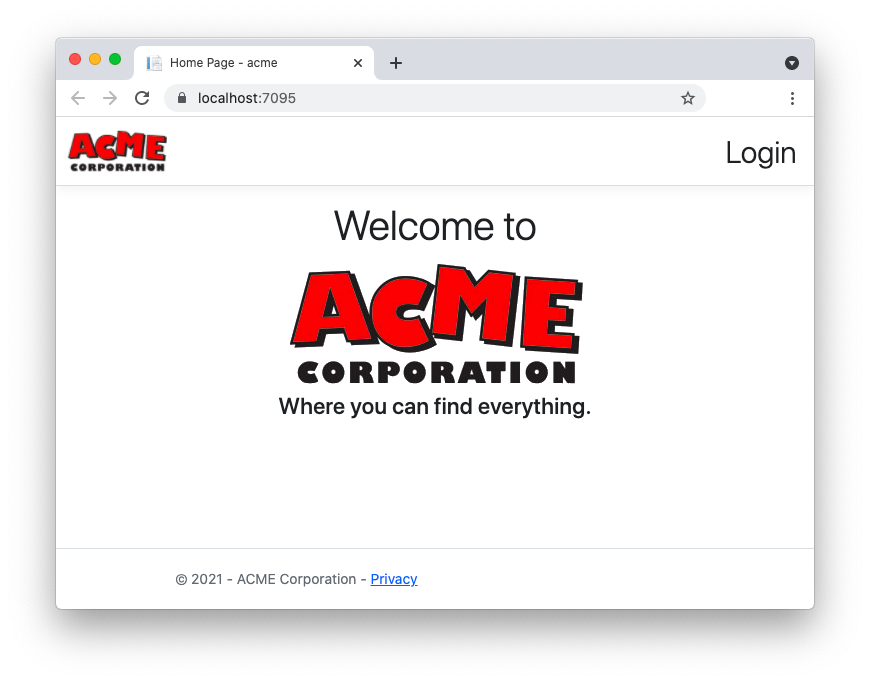 Home Page - acme
localhost:7095
ACME
CORPORATION
Login
Welcome to
ACME
CORPORATION
Where you can find everything.
© 2021 - ACME Corporation - Privacy